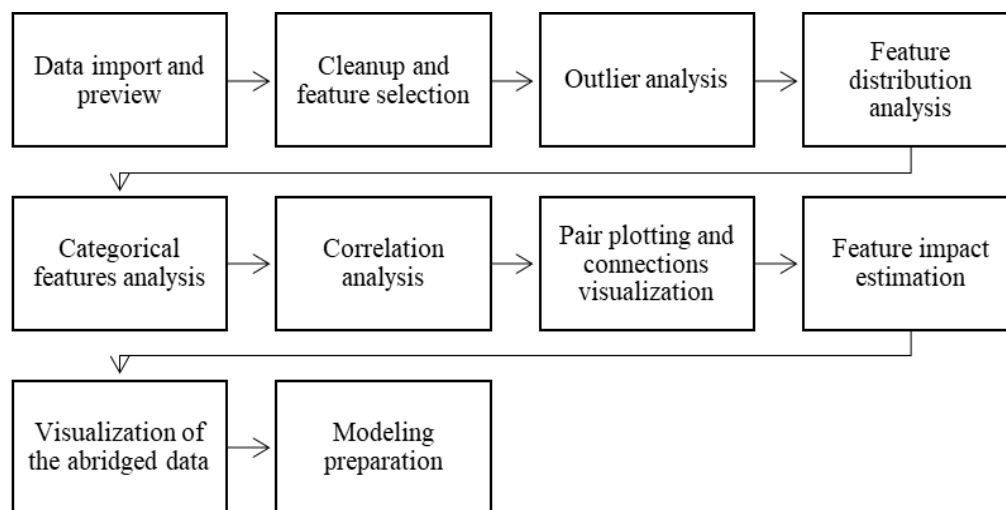 Data import and
preview
Cleanup and
feature selection
Outlier analysis
Feature
distribution
analysis
Categorical
features analysis
Correlation
analysis
Pair plotting and
connections
visualization
Feature impact
estimation
Visualization of
the abridged data
Modeling
preparation